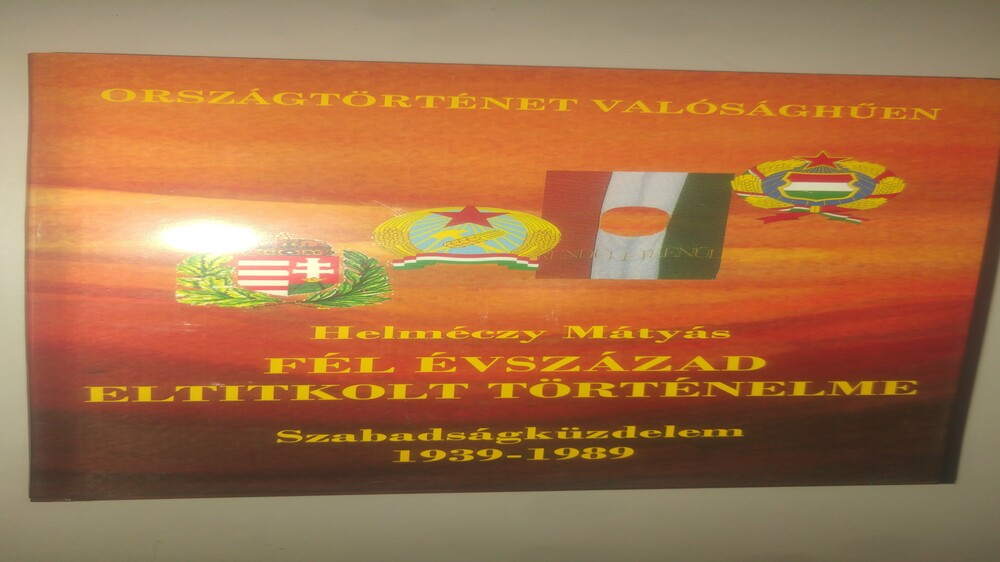 ORSZÁGTÖRTÉNET VALÓSÁGHŰEN
Helméczy Mátyás
FÉL ÉVSZÁZAD
ELTITKOLT TÖRTÉNELME
Szabadságküzdelem
1939-1989